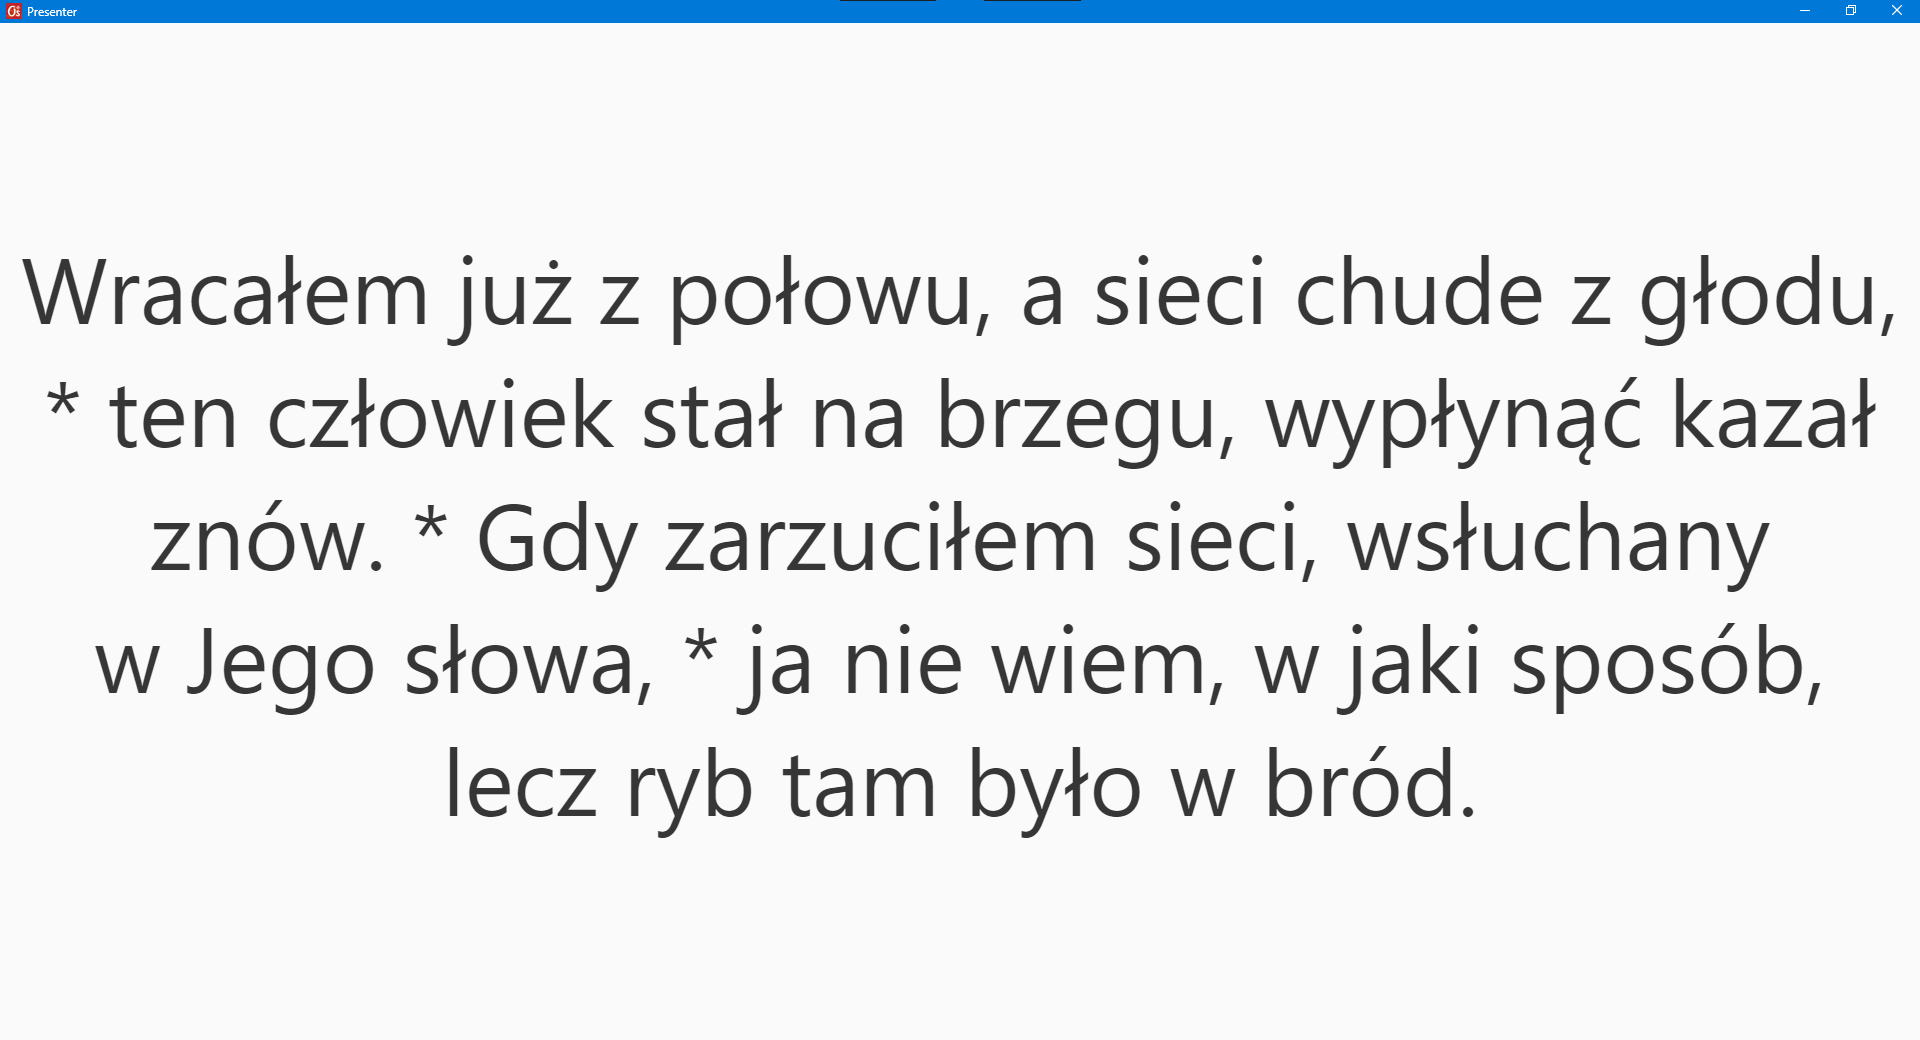 Presenter
Wracałem już z połowu, a sieci chude z głodu,
* ten człowiek stał na brzegu, wypłynąć kazał
znów. * Gdy zarzuciłem sieci, wsłuchany
w Jego słowa, * ja nie wiem, w jaki sposób,
lecz ryb tam było w bród.